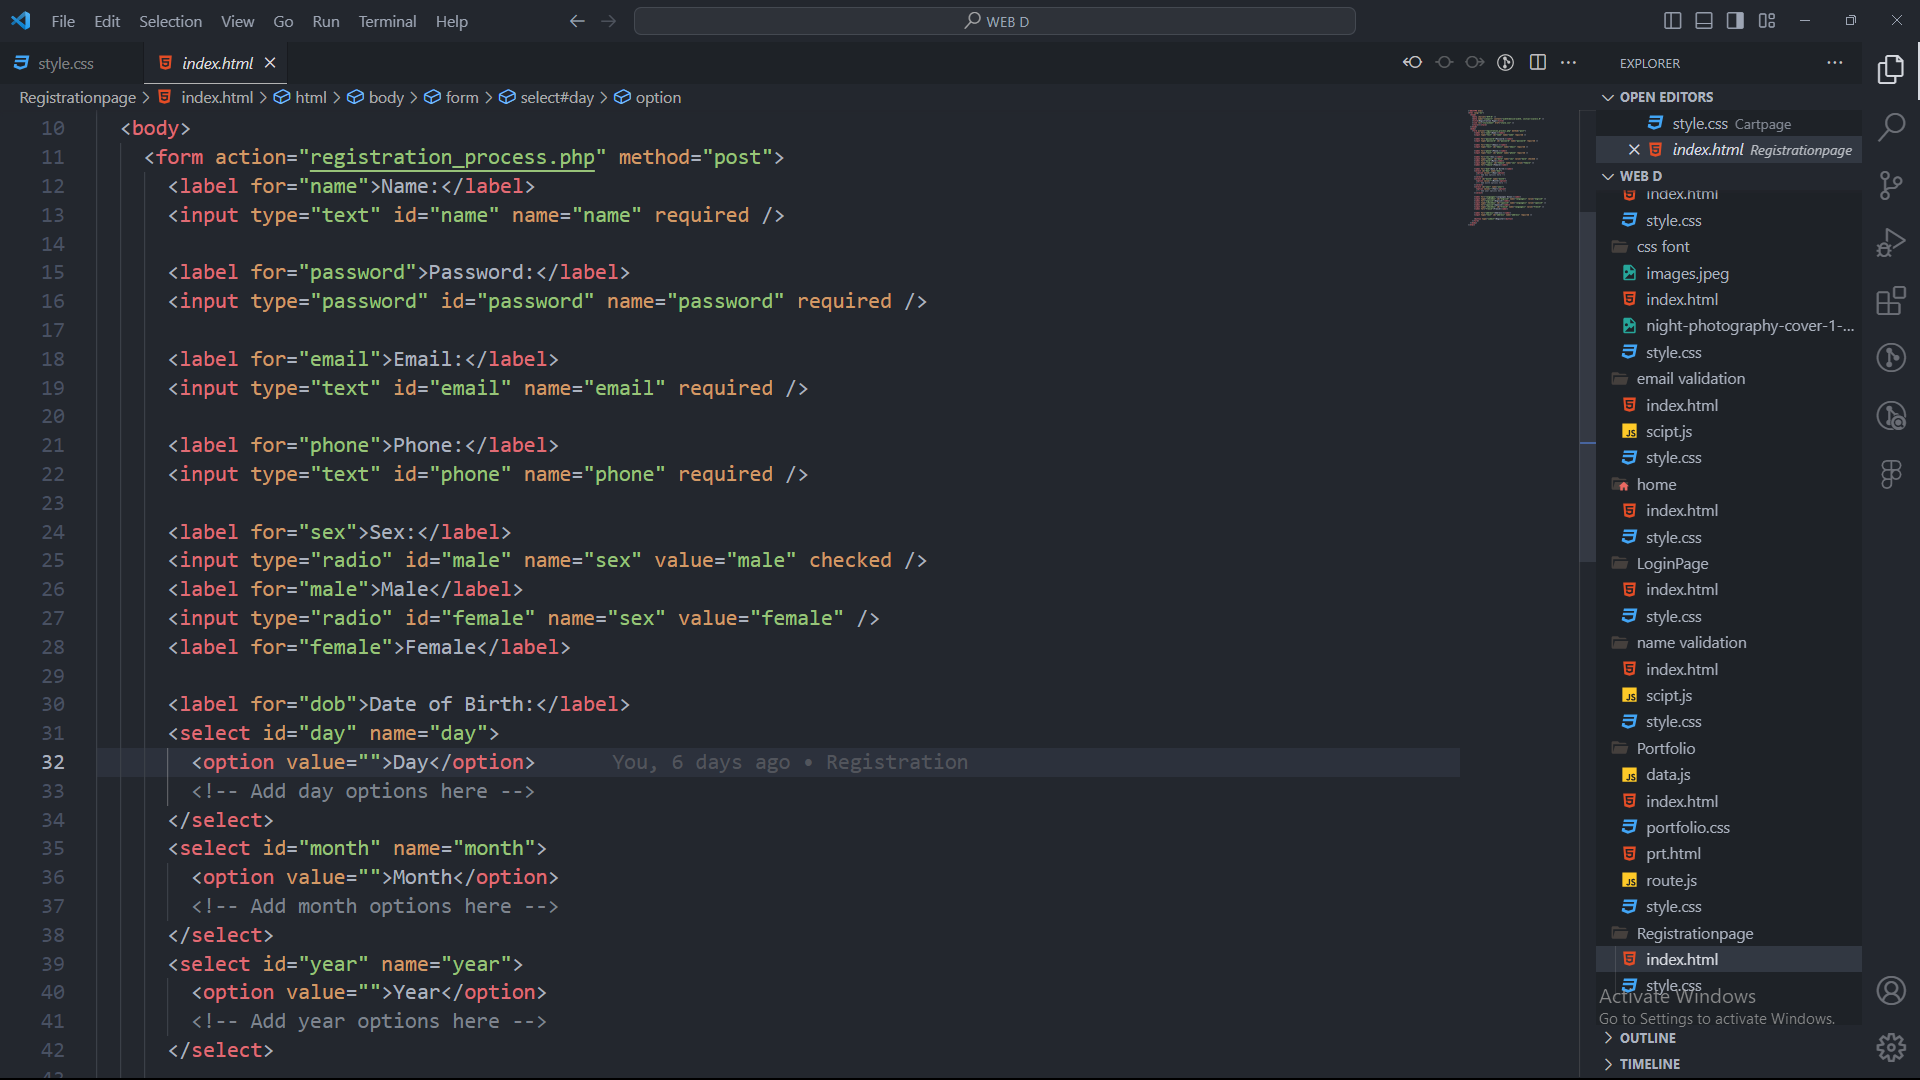 File Edit Selection View Go Run Terminal Help
WEB D
style.css
index.html
EXPLORER
Registrationpage > index.html > html > body > form > select#day > option
10 <body>
11 <form action="registration_process.php" method="post">
12 <label for="name">Name:</label>
13 <input type="text" id="name" name="name" required />
14
15 <label for="password">Password:</label>
16 <input type="password" id="password" name="password" required />
17
18 <label for="email">Email:</label>
19 <input type="text" id="email" name="email" required />
20
21 <label for="phone">Phone:</label>
22 <input type="text" id="phone" name="phone" required />
23
24 <label for="sex">Sex:</label>
25 <input type="radio" id="male" name="sex" value="male" checked />
26 <label for="male">Male</label>
27 <input type="radio" id="female" name="sex" value="female" />
28 <label for="female">Female</label>
29
30 <label for="dob">Date of Birth:</label>
31 <select id="day" name="day">
32 <option value="">Day</option> You, 6 days ago • Registration
33 <!-- Add day options here -->
34 </select>
35 <select id="month" name="month">
36 <option value="">Month</option>
37 <!-- Add month options here -->
38 </select>
39 <select id="year" name="year">
40 <option value="">Year</option>
41 <!-- Add year options here -->
42 </select>
OPEN EDITORS
style.css Cartpage
index.html Registrationpage
WEB D
index.html
style.css
css font
images.jpeg
index.html
night-photography-cover-1-...
style.css
email validation
index.html
scipt.js
style.css
home
index.html
style.css
LoginPage
index.html
style.css
name validation
index.html
scipt.js
style.css
Portfolio
data.js
index.html
portfolio.css
prt.html
route.js
style.css
Registrationpage
index.html
style.css
Activate Windows
Go to Settings to activate Windows.
OUTLINE
TIMELINE